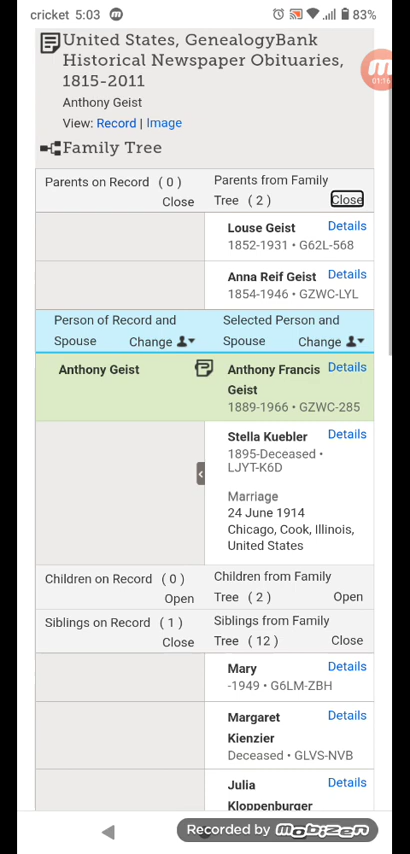 cricket 5:03 83%
United States, GenealogyBank
Historical Newspaper Obituaries,
1815-2011
01:16
Anthony Geist
View: Record | Image
Family Tree
Parents on Record ( 0 )
Close
Parents from Family
Tree ( 2 ) Close
Louse Geist Details
1852-1931 • G62L-568
Anna Reif Geist Details
1854-1946 • GZWC-LYL
Person of Record and
Spouse Change
Selected Person and
Spouse Change
Anthony Geist
Anthony Francis Details
Geist
1889-1966 • GZWC-285
Stella Kuebler Details
1895-Deceased •
LJYT-K6D
Marriage
24 June 1914
Chicago, Cook, Illinois,
United States
Children on Record ( 0 )
Open
Children from Family
Tree ( 2 ) Open
Siblings on Record ( 1 )
Close
Siblings from Family
Tree ( 12 ) Close
Mary Details
-1949 • G6LM-ZBH
Margaret Details
Kienzier
Deceased • GLVS-NVB
Julia Details
Kloppenburger
Recorded by mobizen